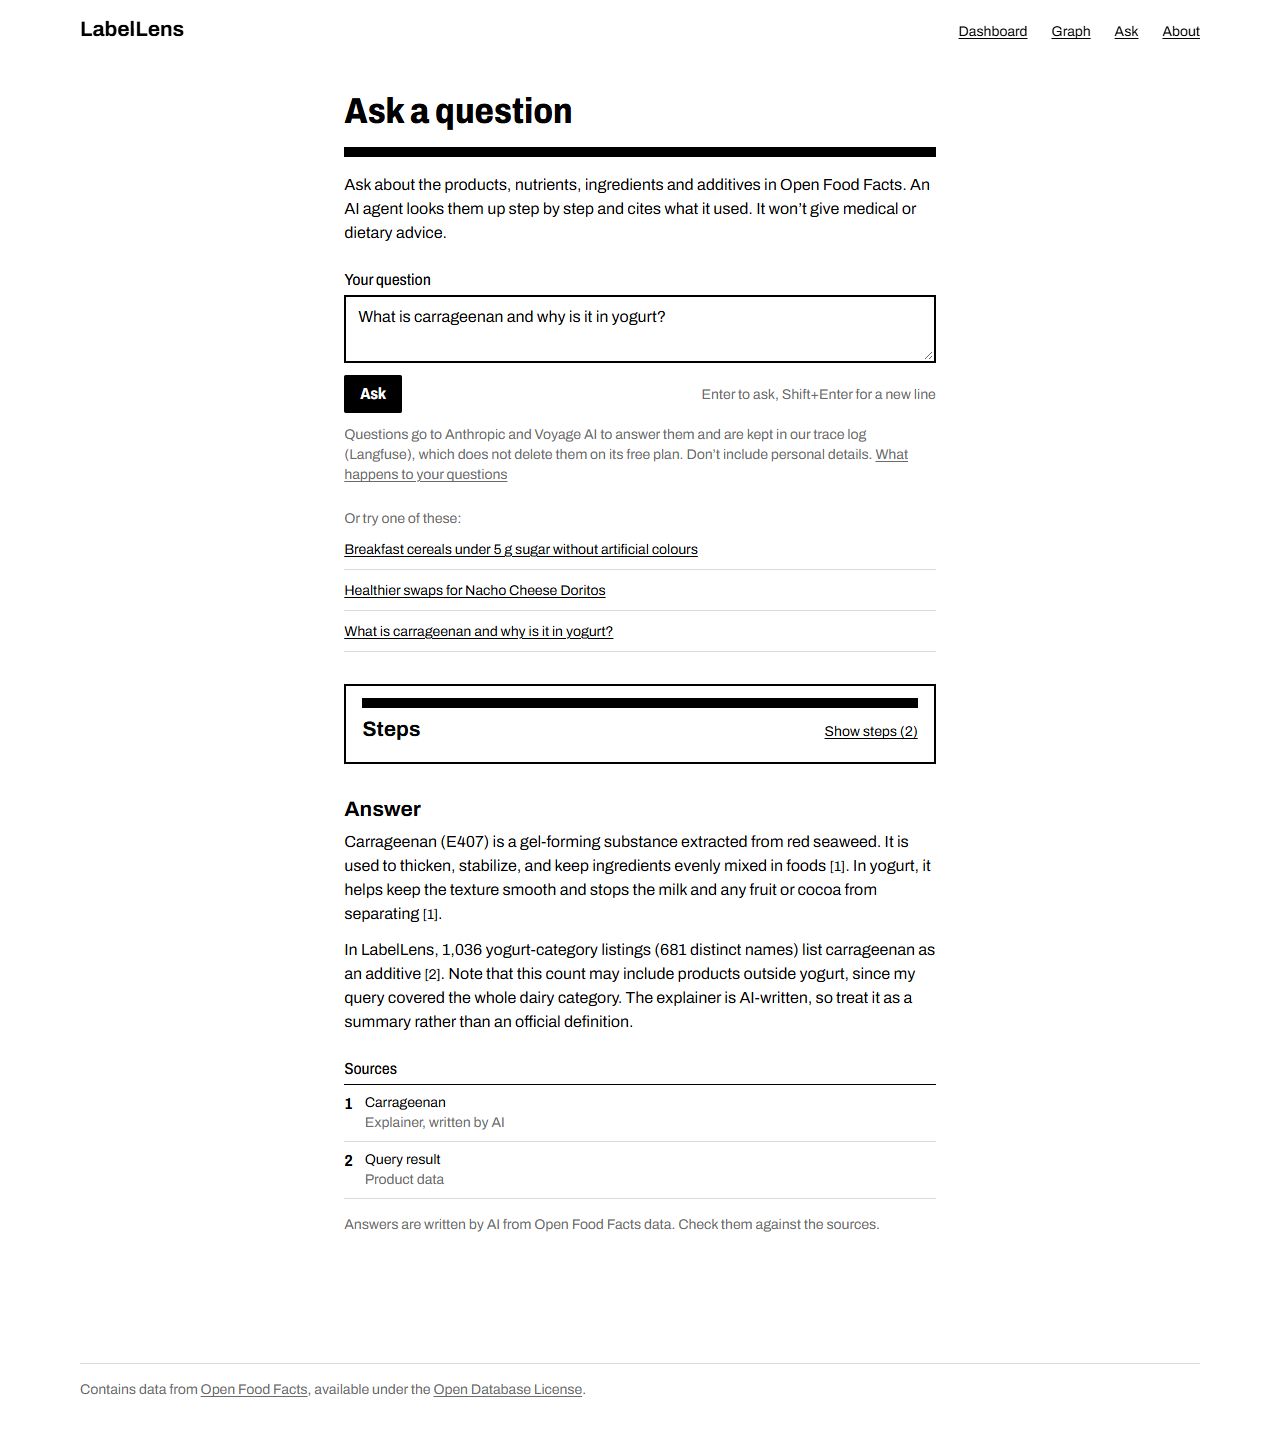 LabelLens
Dashboard Graph Ask About
Ask a question
Ask about the products, nutrients, ingredients and additives in Open Food Facts. An
AI agent looks them up step by step and cites what it used. It won’t give medical or
dietary advice.
Your question
What is carrageenan and why is it in yogurt?
Ask
Enter to ask, Shift+Enter for a new line
Questions go to Anthropic and Voyage AI to answer them and are kept in our trace log
(Langfuse), which does not delete them on its free plan. Don’t include personal details. What
happens to your questions
Or try one of these:
Breakfast cereals under 5 g sugar without artificial colours
Healthier swaps for Nacho Cheese Doritos
What is carrageenan and why is it in yogurt?
Steps
Show steps (2)
Answer
Carrageenan (E407) is a gel-forming substance extracted from red seaweed. It is
used to thicken, stabilize, and keep ingredients evenly mixed in foods [1]. In yogurt, it
helps keep the texture smooth and stops the milk and any fruit or cocoa from
separating [1].
In LabelLens, 1,036 yogurt-category listings (681 distinct names) list carrageenan as
an additive [2]. Note that this count may include products outside yogurt, since my
query covered the whole dairy category. The explainer is AI-written, so treat it as a
summary rather than an official definition.
Sources
1 Carrageenan
Explainer, written by AI
2 Query result
Product data
Answers are written by AI from Open Food Facts data. Check them against the sources.
Contains data from Open Food Facts, available under the Open Database License.